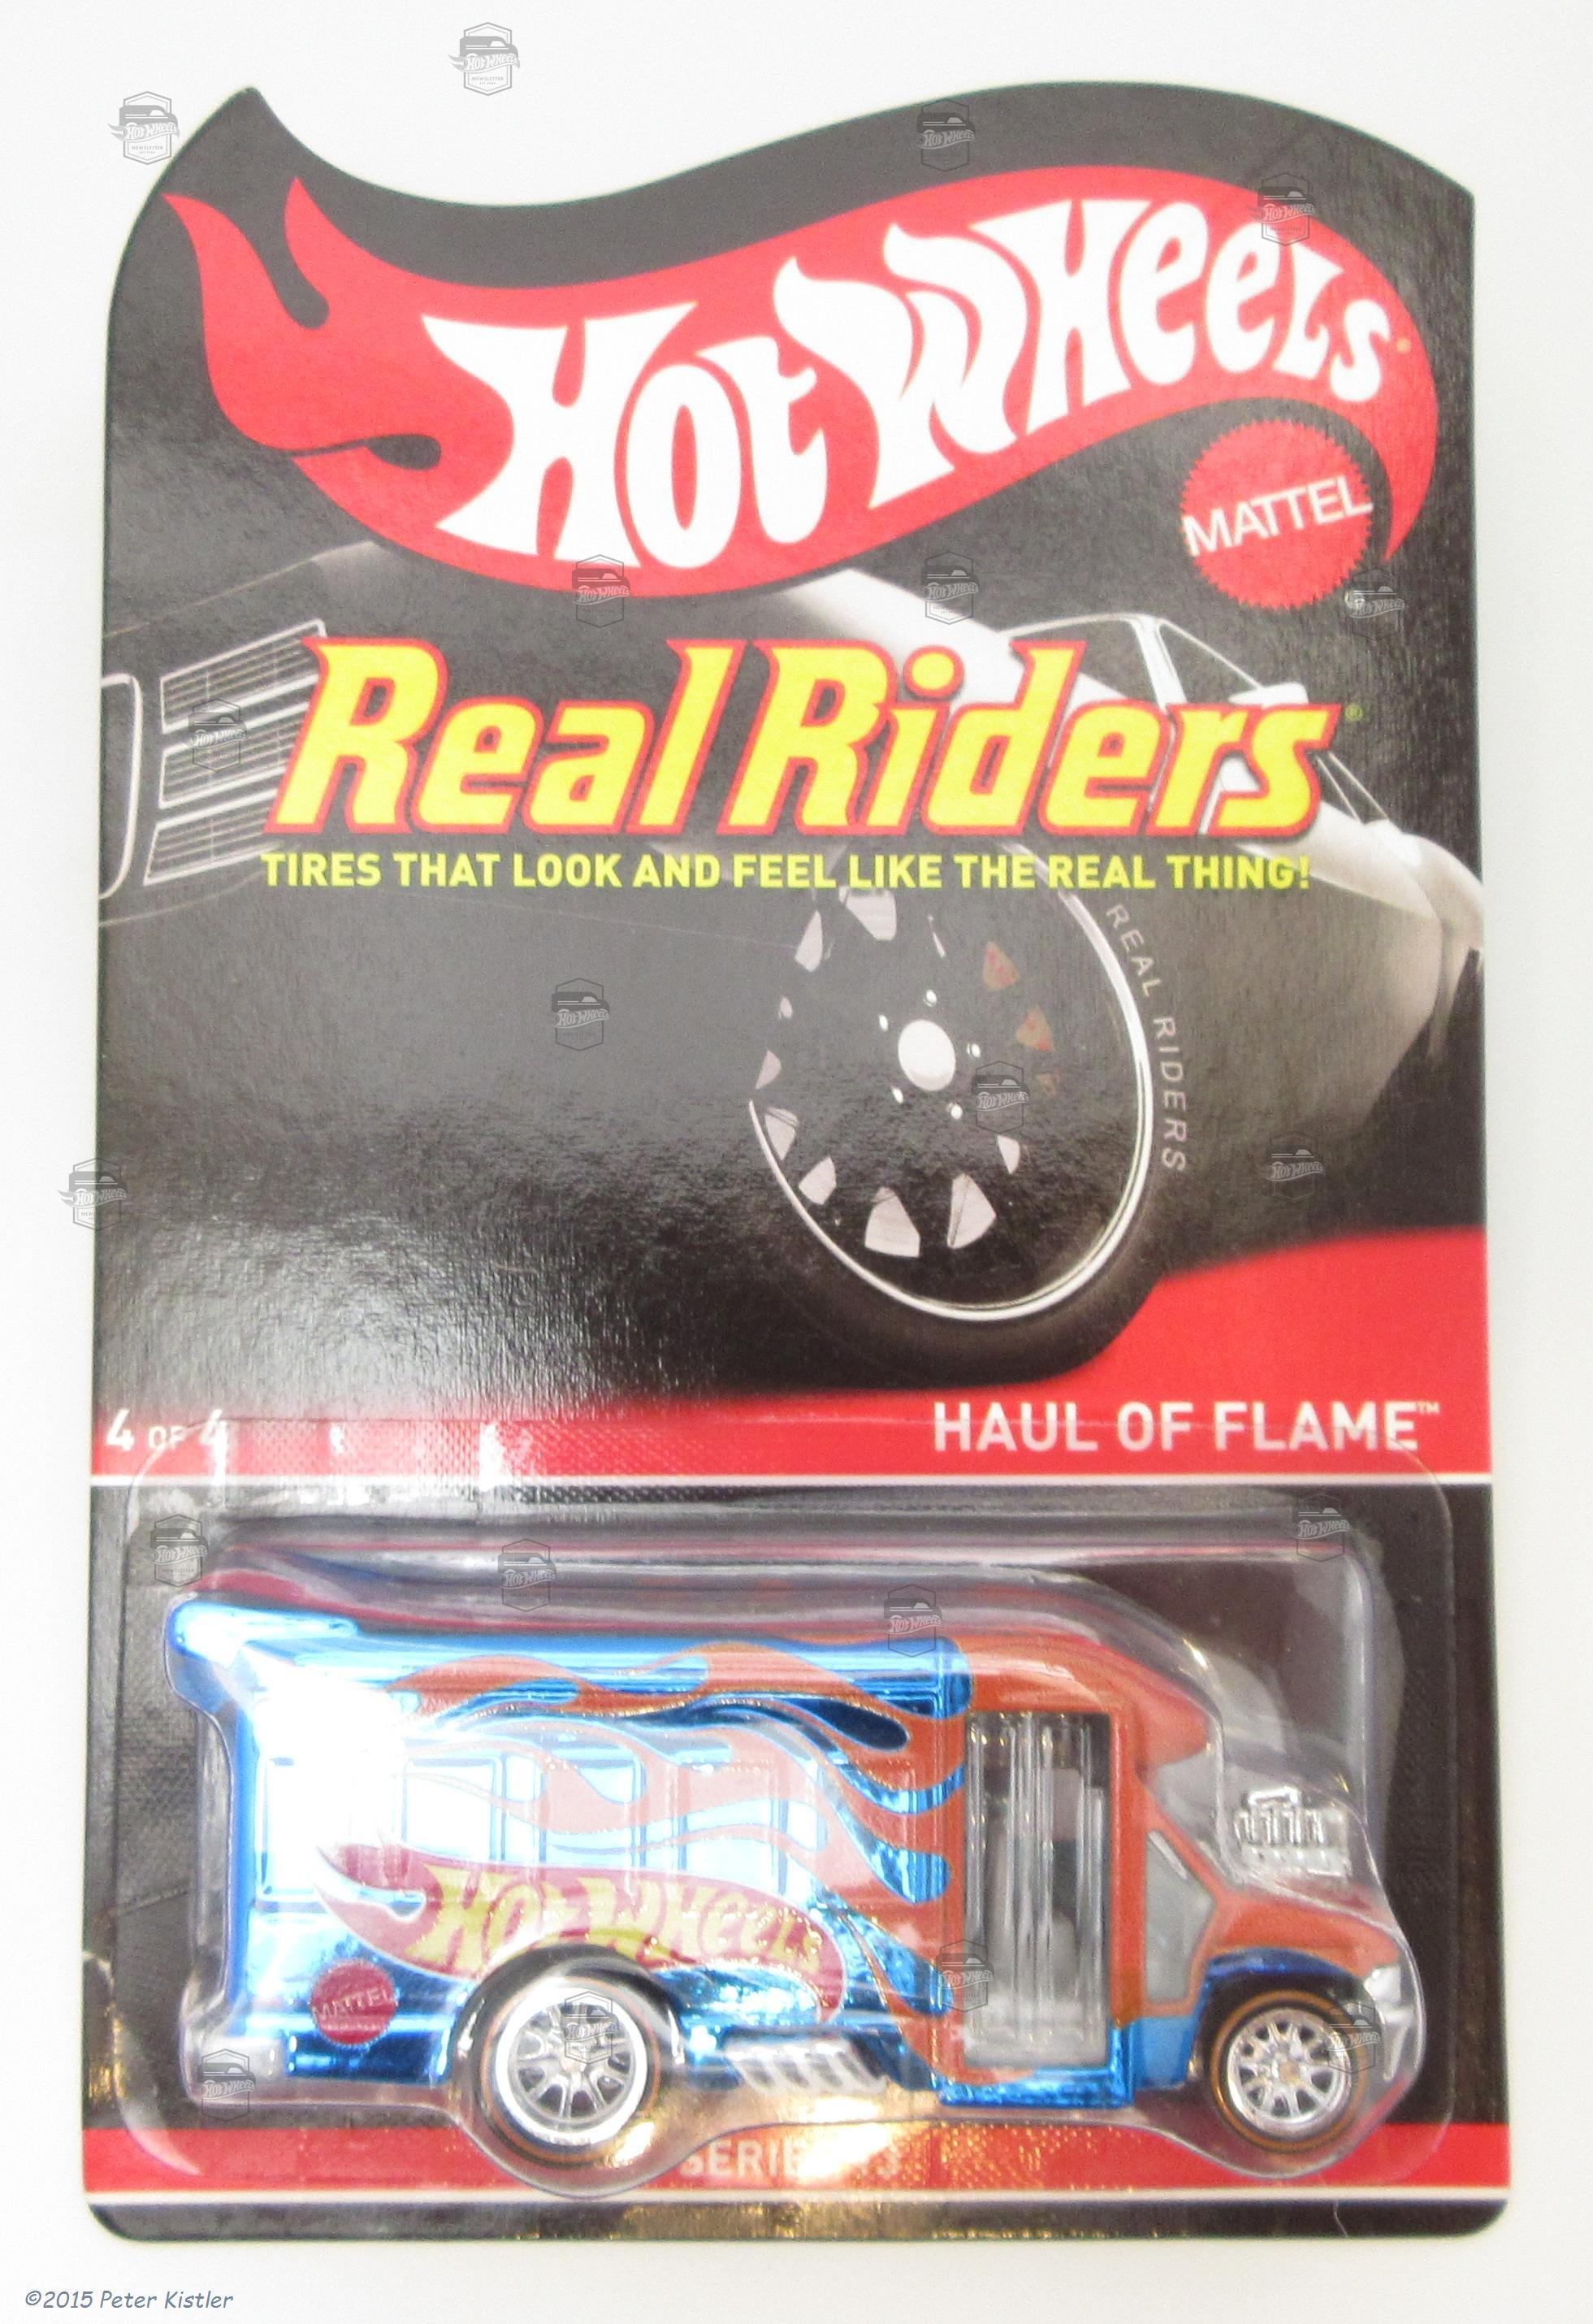 Hot Wheels
MATTEL
Real Riders®
TIRES THAT LOOK AND FEEL LIKE THE REAL THING!
REAL RIDERS
4 OF 4
HAUL OF FLAME™
Hot Wheels
MATTEL
©2015 Peter Kistler